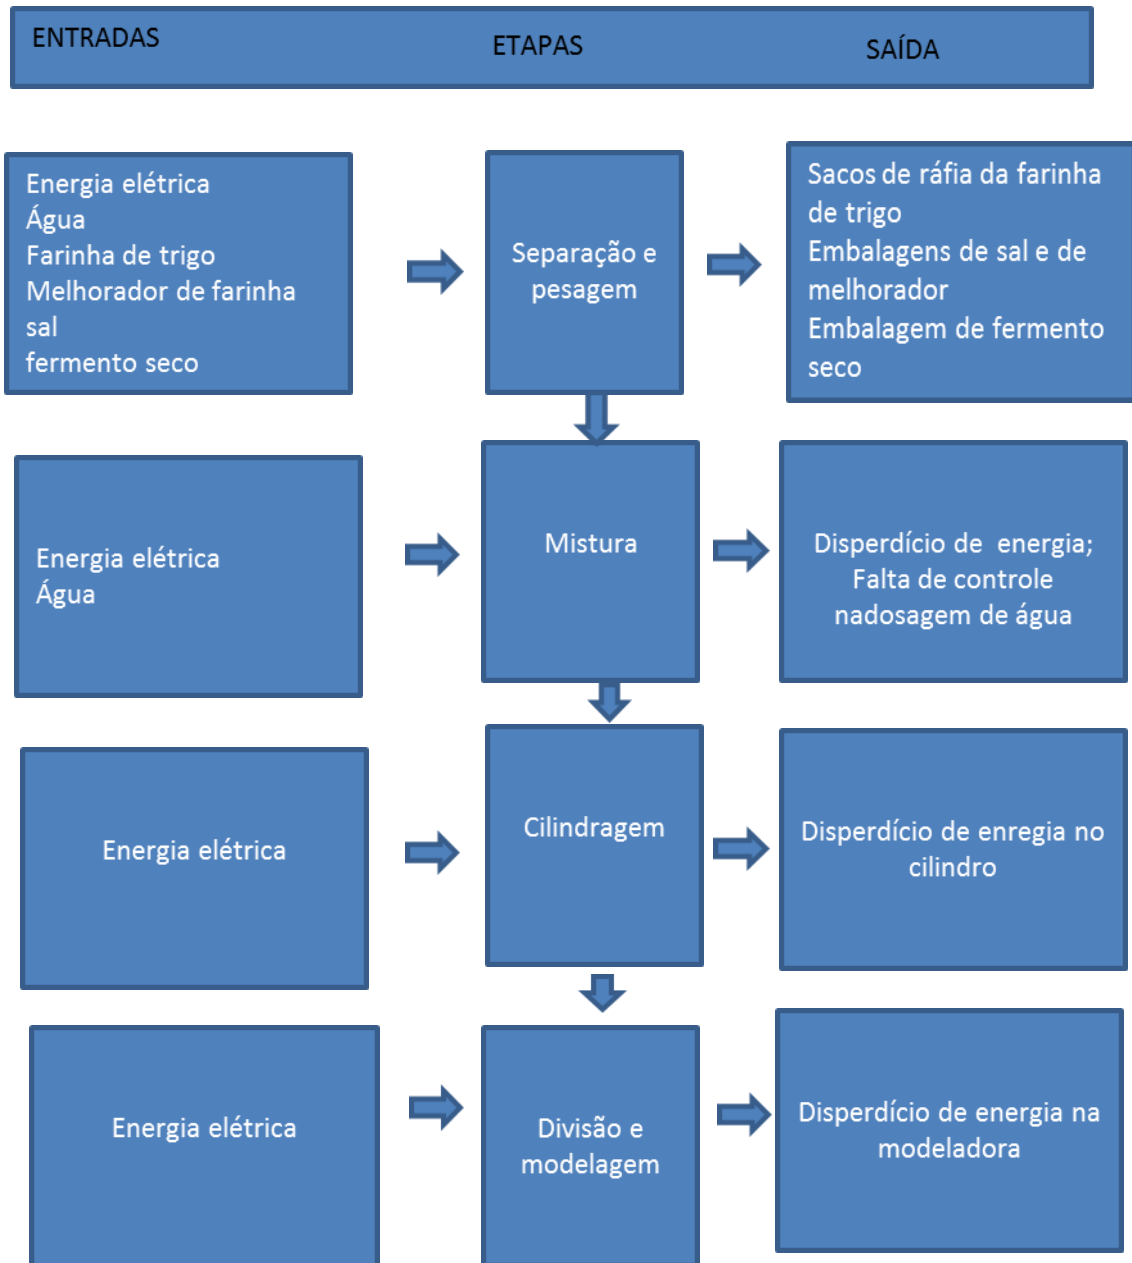 ENTRADAS
ETAPAS
SAÍDA
Energia elétrica
Água
Farinha de trigo
Melhorador de farinha
sal
fermento seco
Separação e
pesagem
Sacos de ráfia da farinha
de trigo
Embalagens de sal e de
melhorador
Embalagem de fermento
seco
Energia elétrica
Água
Mistura
Disperdício de  energia;
Falta de controle
nadosagem de água
Energia elétrica
Cilindragem
Disperdício de enregia no
cilindro
Energia elétrica
Divisão e
modelagem
Disperdício de energia na
modeladora